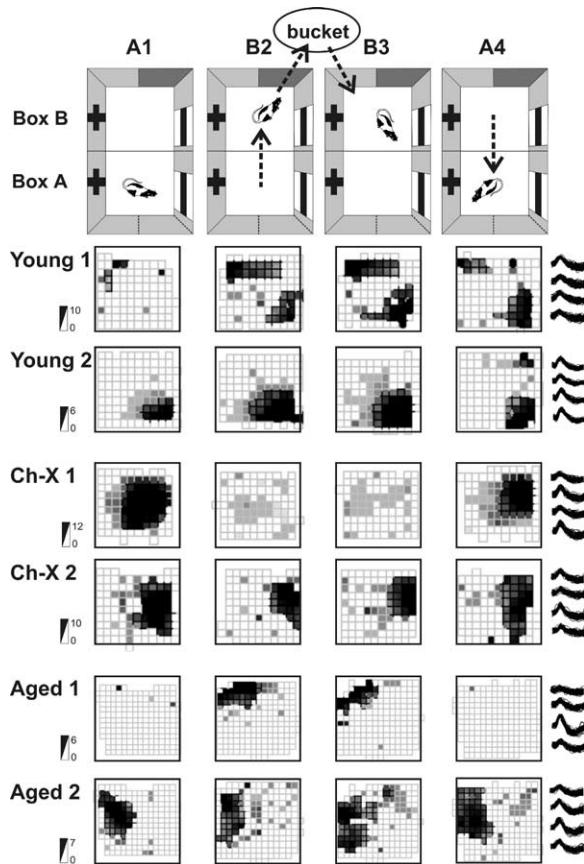 bucket
A1 B2 B3 A4
Box B
Box A
Young 1
10
0
Young 2
6
0
Ch-X 1
12
0
Ch-X 2
10
0
Aged 1
6
0
Aged 2
7
0